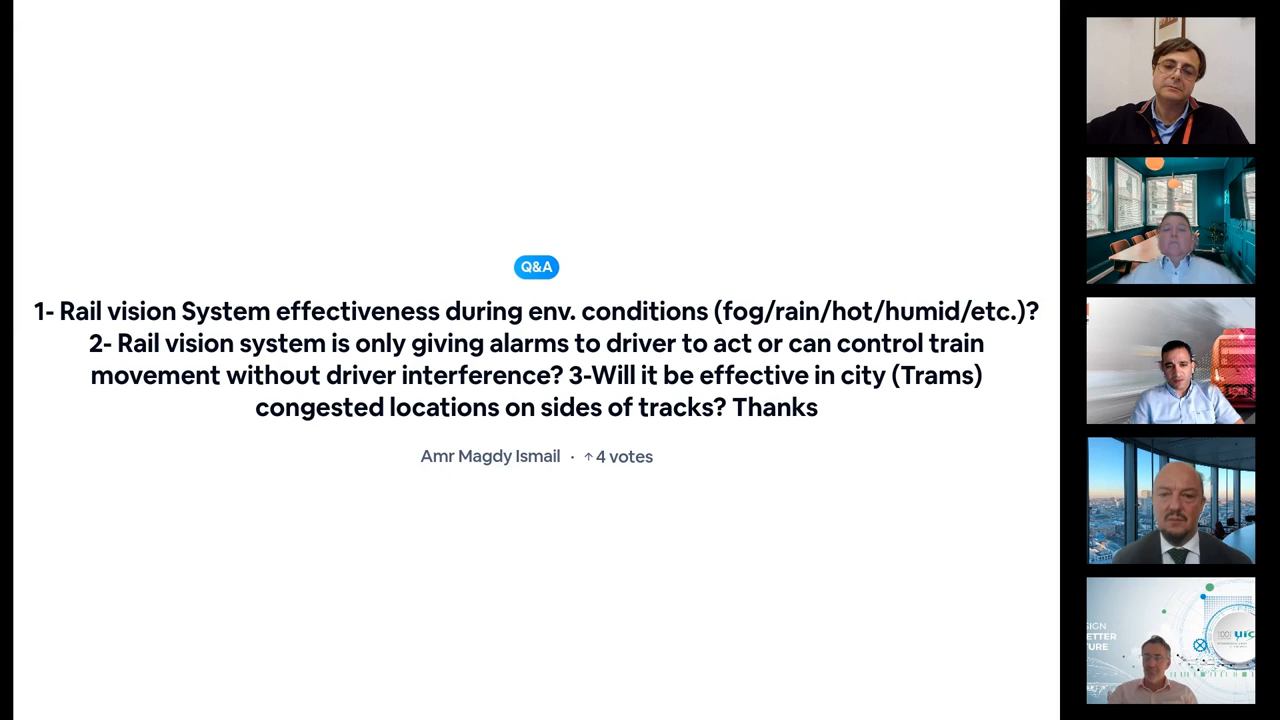 Q&A
1- Rail vision System effectiveness during env. conditions (fog/rain/hot/humid/etc.)?
2- Rail vision system is only giving alarms to driver to act or can control train
movement without driver interference? 3-Will it be effective in city (Trams)
congested locations on sides of tracks? Thanks
Amr Magdy Ismail · ↑ 4 votes
UIC